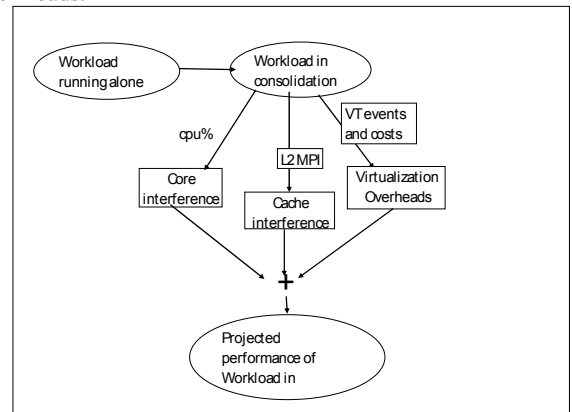 Workload
running alone
Workload in
consolidation
VT events
and costs
cpu%
L2 MPI
Core
interference
Cache
interference
Virtualization
Overheads
+
Projected
performance of
Workload in